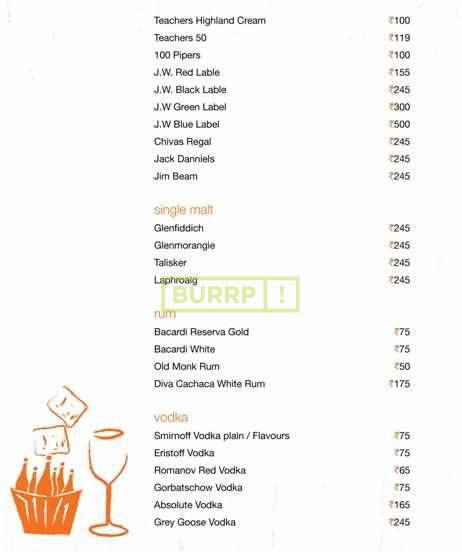 Teachers Highland Cream ₹100
Teachers 50 ₹119
100 Pipers ₹100
J.W. Red Lable ₹155
J.W. Black Lable ₹245
J.W Green Label ₹300
J.W Blue Label ₹500
Chivas Regal ₹245
Jack Danniels ₹245
Jim Beam ₹245
single malt
Glenfiddich ₹245
Glenmorangie ₹245
Talisker ₹245
Laphroaig ₹245
BURRP!
rum
Bacardi Reserva Gold ₹75
Bacardi White ₹75
Old Monk Rum ₹50
Diva Cachaca White Rum ₹175
vodka
Smirnoff Vodka plain / Flavours ₹75
Eristoff Vodka ₹75
Romanov Red Vodka ₹65
Gorbatschow Vodka ₹75
Absolute Vodka ₹165
Grey Goose Vodka ₹245